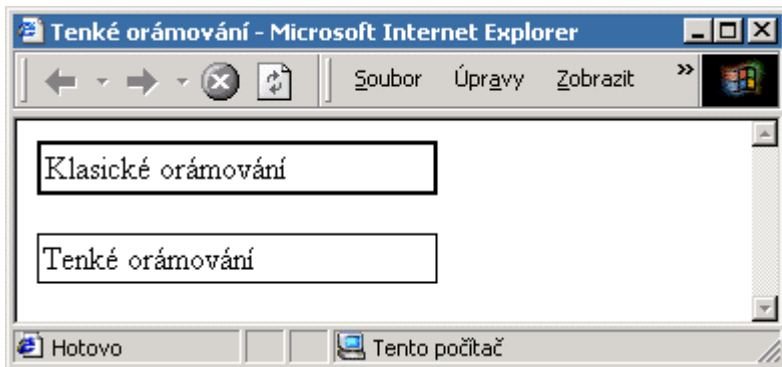 Tenké orámování - Microsoft Internet Explorer
Soubor Úpravy Zobrazit »
Klasické orámování
Tenké orámování
Hotovo Tento počítač